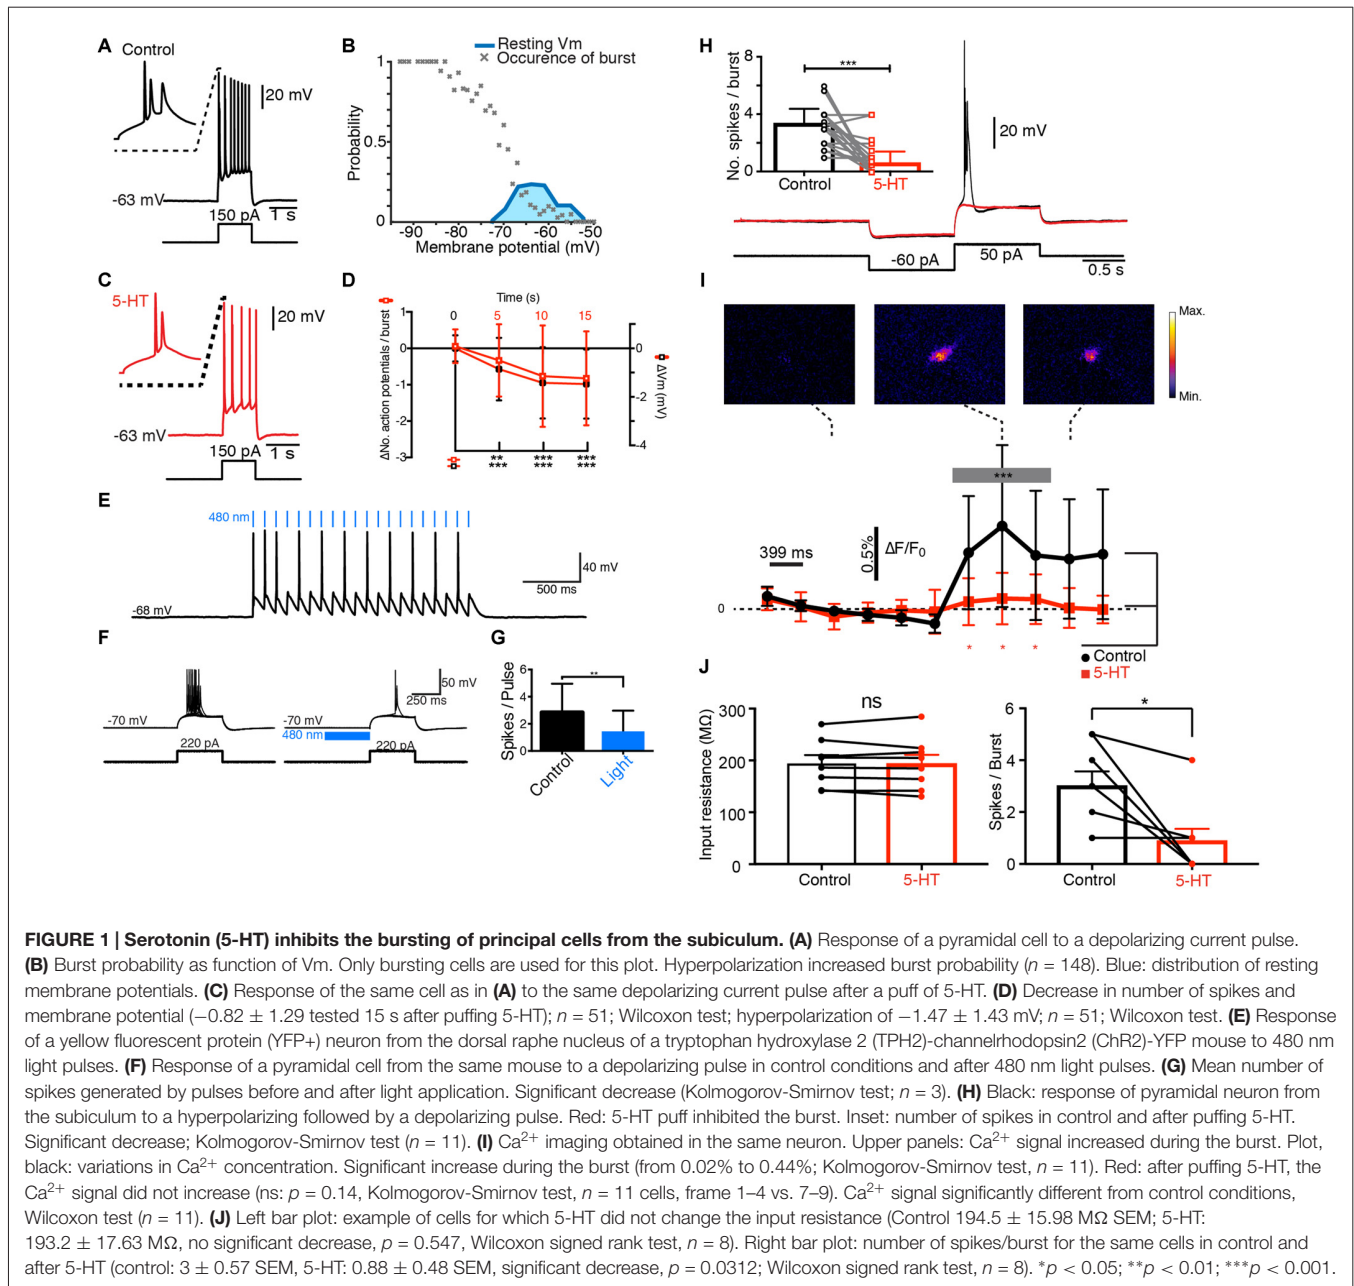 A
Control
20 mV
-63 mV
150 pA
1 s
B
Resting Vm
Occurence of burst
Probability
1
0.5
0
-90
-80
-70
-60
-50
Membrane potential (mV)
C
5-HT
20 mV
-63 mV
150 pA
1 s
D
Time (s)
0
5
10
15
ΔNo. action potentials / burst
1
0
-1
-2
-3
0
-2
-4
ΔVm (mV)
**
***
***
***
***
***
E
480 nm
-68 mV
40 mV
500 ms
F
-70 mV
220 pA
-70 mV
480 nm
220 pA
50 mV
250 ms
G
Spikes / Pulse
6
4
2
0
**
Control
Light
H
No. spikes / burst
8
4
0
***
Control
5-HT
20 mV
-60 pA
50 pA
0.5 s
I
Max.
Min.
***
399 ms
0.5%
ΔF/F0
0
*
*
*
Control
5-HT
J
Input resistance (MΩ)
300
200
100
0
ns
Control
5-HT
Spikes / Burst
6
4
2
0
*
Control
5-HT
FIGURE 1 | Serotonin (5-HT) inhibits the bursting of principal cells from the subiculum. (A) Response of a pyramidal cell to a depolarizing current pulse.
(B) Burst probability as function of Vm. Only bursting cells are used for this plot. Hyperpolarization increased burst probability (n = 148). Blue: distribution of resting
membrane potentials. (C) Response of the same cell as in (A) to the same depolarizing current pulse after a puff of 5-HT. (D) Decrease in number of spikes and
membrane potential (−0.82 ± 1.29 tested 15 s after puffing 5-HT); n = 51; Wilcoxon test; hyperpolarization of −1.47 ± 1.43 mV; n = 51; Wilcoxon test. (E) Response
of a yellow fluorescent protein (YFP+) neuron from the dorsal raphe nucleus of a tryptophan hydroxylase 2 (TPH2)-channelrhodopsin2 (ChR2)-YFP mouse to 480 nm
light pulses. (F) Response of a pyramidal cell from the same mouse to a depolarizing pulse in control conditions and after 480 nm light pulses. (G) Mean number of
spikes generated by pulses before and after light application. Significant decrease (Kolmogorov-Smirnov test; n = 3). (H) Black: response of pyramidal neuron from
the subiculum to a hyperpolarizing followed by a depolarizing pulse. Red: 5-HT puff inhibited the burst. Inset: number of spikes in control and after puffing 5-HT.
Significant decrease; Kolmogorov-Smirnov test (n = 11). (I) Ca2+ imaging obtained in the same neuron. Upper panels: Ca2+ signal increased during the burst. Plot,
black: variations in Ca2+ concentration. Significant increase during the burst (from 0.02% to 0.44%; Kolmogorov-Smirnov test, n = 11). Red: after puffing 5-HT, the
Ca2+ signal did not increase (ns: p = 0.14, Kolmogorov-Smirnov test, n = 11 cells, frame 1–4 vs. 7–9). Ca2+ signal significantly different from control conditions,
Wilcoxon test (n = 11). (J) Left bar plot: example of cells for which 5-HT did not change the input resistance (Control 194.5 ± 15.98 MΩ SEM; 5-HT:
193.2 ± 17.63 MΩ, no significant decrease, p = 0.547, Wilcoxon signed rank test, n = 8). Right bar plot: number of spikes/burst for the same cells in control and
after 5-HT (control: 3 ± 0.57 SEM, 5-HT: 0.88 ± 0.48 SEM, significant decrease, p = 0.0312; Wilcoxon signed rank test, n = 8). *p < 0.05; **p < 0.01; ***p < 0.001.